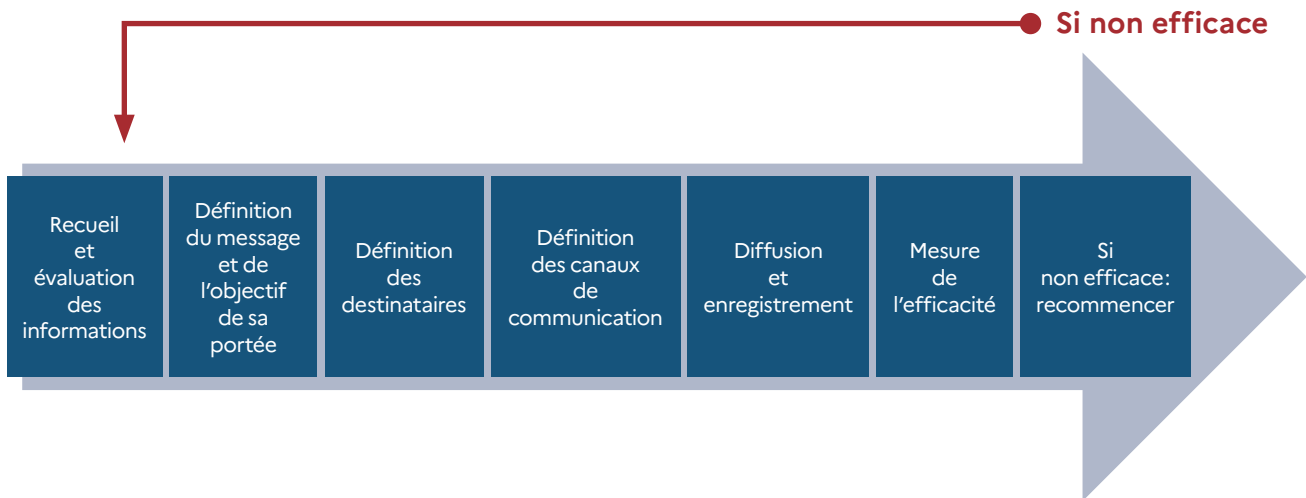 Si non efficace
Recueil
et
évaluation
des
informations
Définition
du message
et de
l'objectif
de sa
portée
Définition
des
destinataires
Définition
des canaux
de
communication
Diffusion
et
enregistrement
Mesure
de
l'efficacité
Si
non efficace:
recommencer